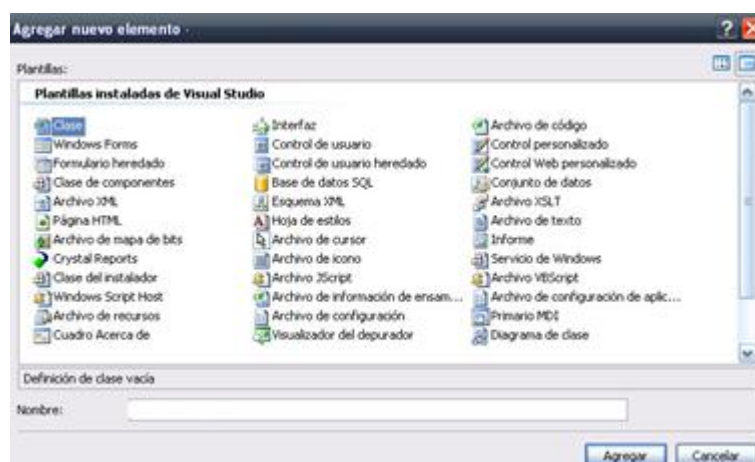 Agregar nuevo elemento -
Plantillas:
Plantillas instaladas de Visual Studio
Clase
Interfaz
Archivo de código
Windows Forms
Control de usuario
Control personalizado
Formulario heredado
Control de usuario heredado
Control Web personalizado
Clase de componentes
Base de datos SQL
Conjunto de datos
Archivo XML
Esquema XML
Archivo XSLT
Página HTML
Hoja de estilos
Archivo de texto
Archivo de mapa de bits
Archivo de cursor
Informe
Crystal Reports
Archivo de icono
Servicio de Windows
Clase del instalador
Archivo JScript
Archivo VBScript
Windows Script Host
Archivo de información de ensam...
Archivo de configuración de aplic...
Archivo de recursos
Archivo de configuración
Primario MDI
Cuadro Acerca de
Visualizador del depurador
Diagrama de clase
Definición de clase vacía
Nombre:
Agregar
Cancelar